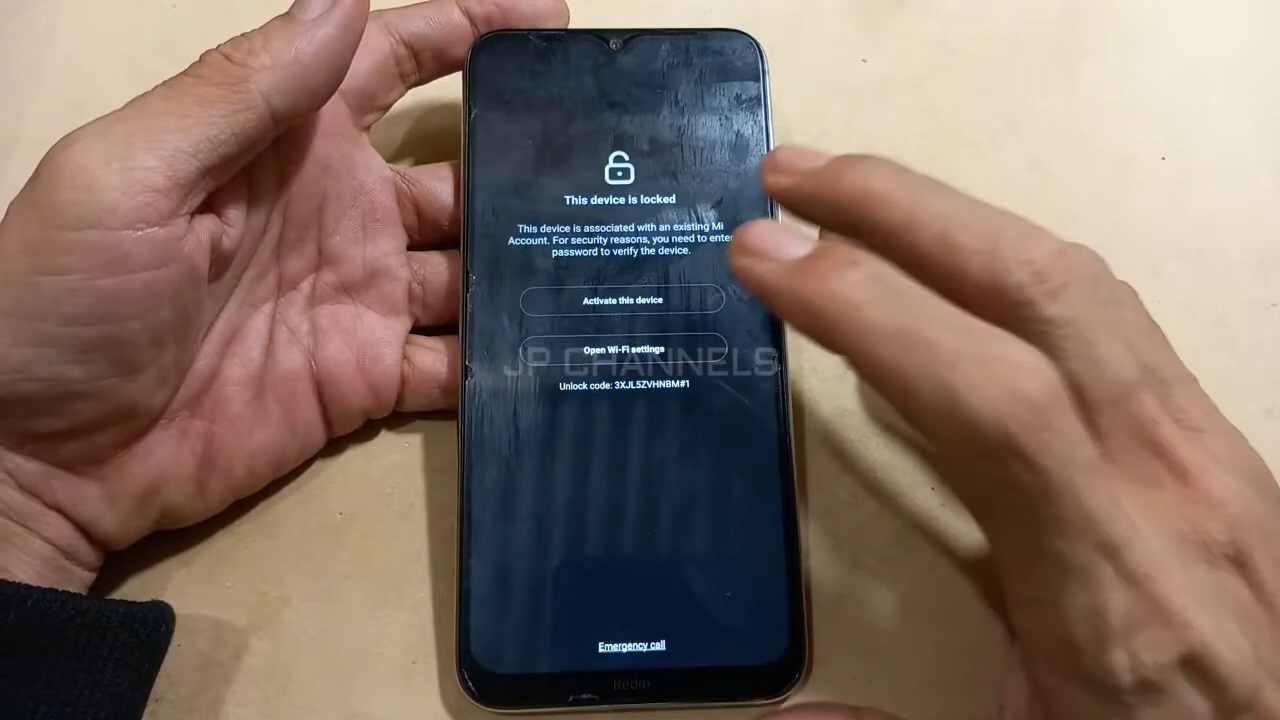 This device is locked
This device is associated with an existing Mi
Account. For security reasons, you need to enter
password to verify the device.
Activate this device
Open Wi-Fi settings
JP CHANNELS
Unlock code: 3XJL5ZVHNBM#1
Emergency call
Redmi